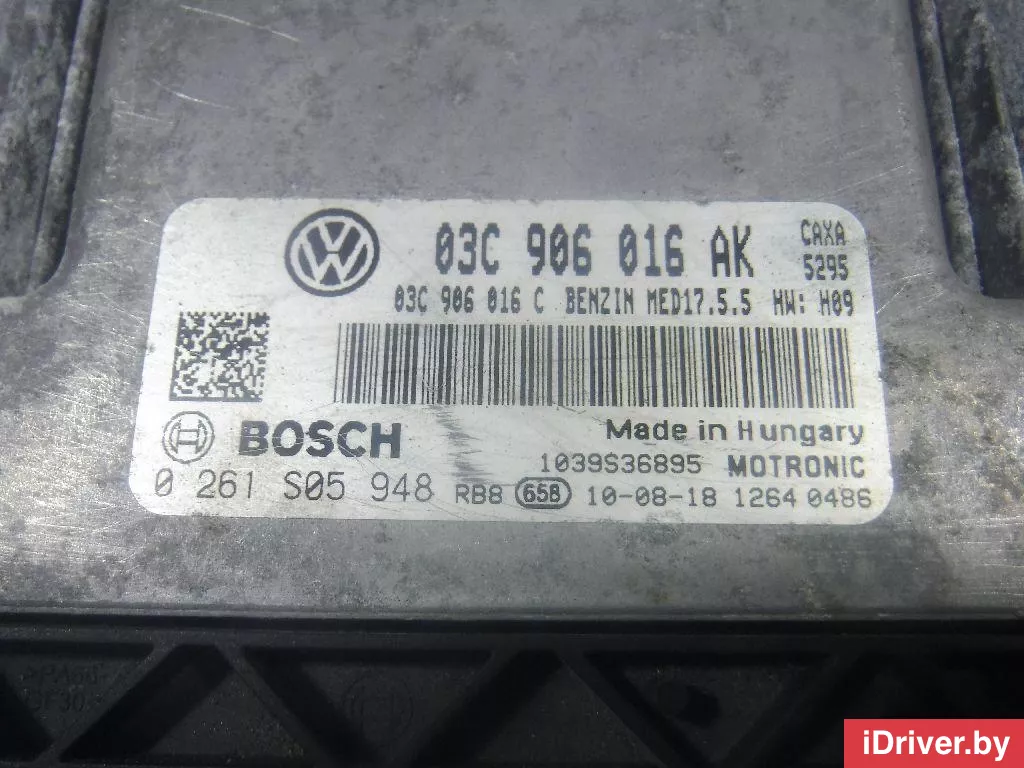 03C 906 016 AK
CAXA
5295
03C 906 016 C BENZIN MED17.5.5 HW: H09
BOSCH
Made in Hungary
1039S36895 MOTRONIC
0 261 S05 948 RB8 658 10-08-18 1264 0486
iDriver.by